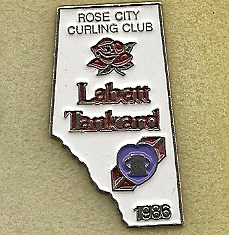 ROSE CITY
CURLING CLUB
Labatt
Tankard
1986